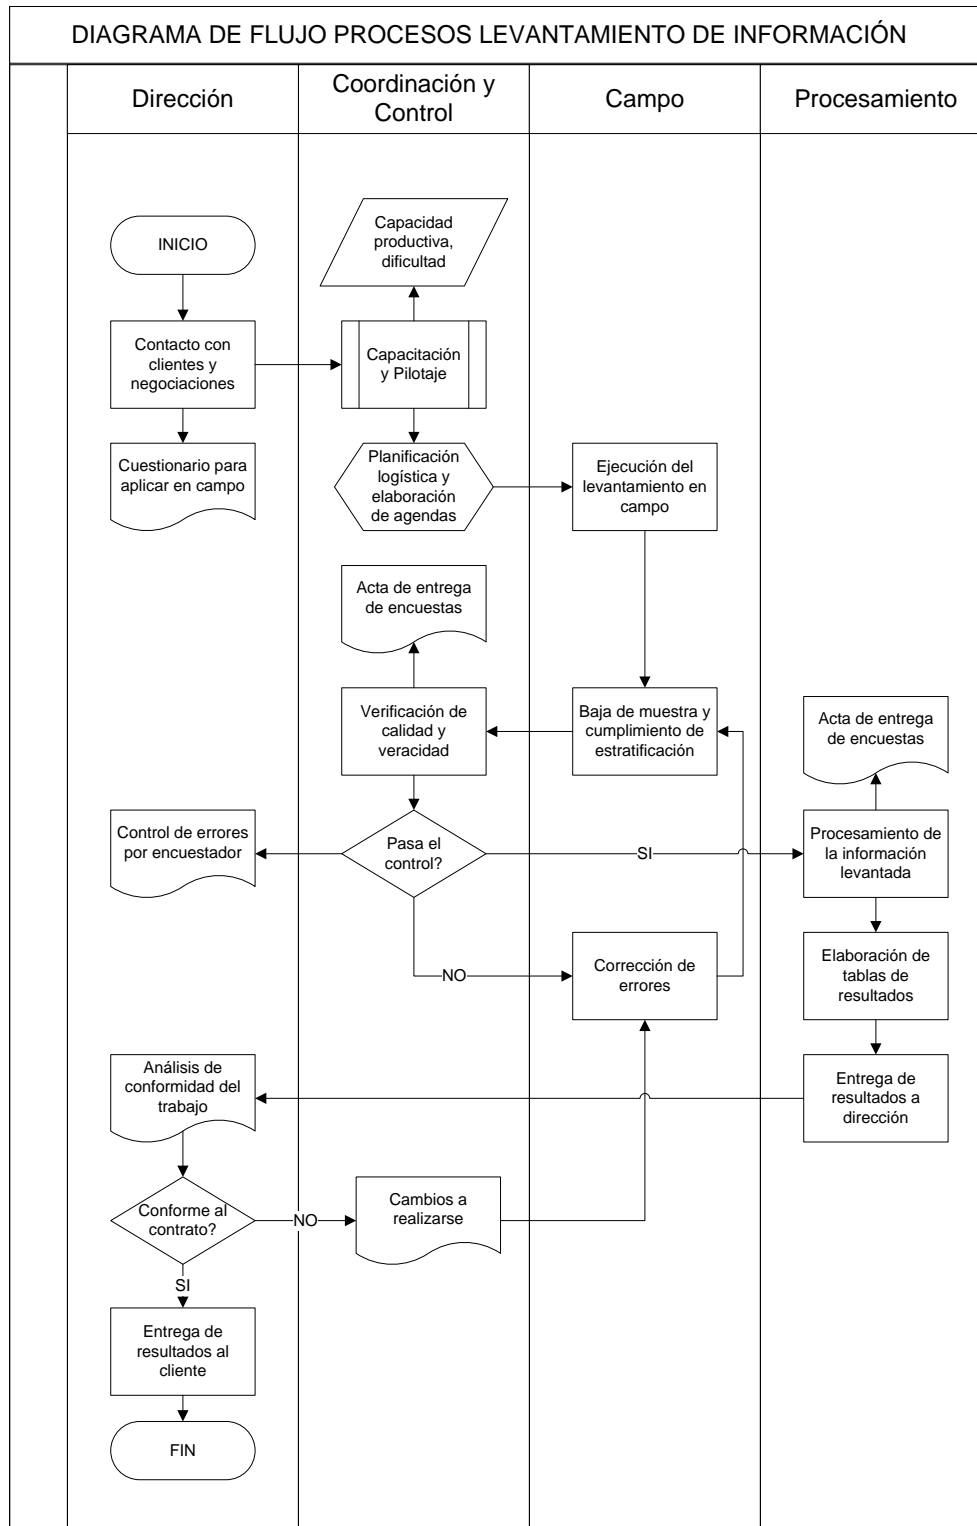 DIAGRAMA DE FLUJO PROCESOS LEVANTAMIENTO DE INFORMACIÓN
Dirección
Coordinación y
Control
Campo
Procesamiento
INICIO
Capacidad
productiva,
dificultad
Contacto con
clientes y
negociaciones
Capacitación
y Pilotaje
Cuestionario para
aplicar en campo
Planificación
logística y
elaboración
de agendas
Ejecución del
levantamiento en
campo
Acta de entrega
de encuestas
Verificación de
calidad y
veracidad
Baja de muestra y
cumplimiento de
estratificación
Acta de entrega
de encuestas
Control de errores
por encuestador
Pasa el
control?
SI
Procesamiento de
la información
levantada
NO
Corrección de
errores
Elaboración de
tablas de
resultados
Análisis de
conformidad del
trabajo
Entrega de
resultados a
dirección
Conforme al
contrato?
NO
Cambios a
realizarse
SI
Entrega de
resultados al
cliente
FIN